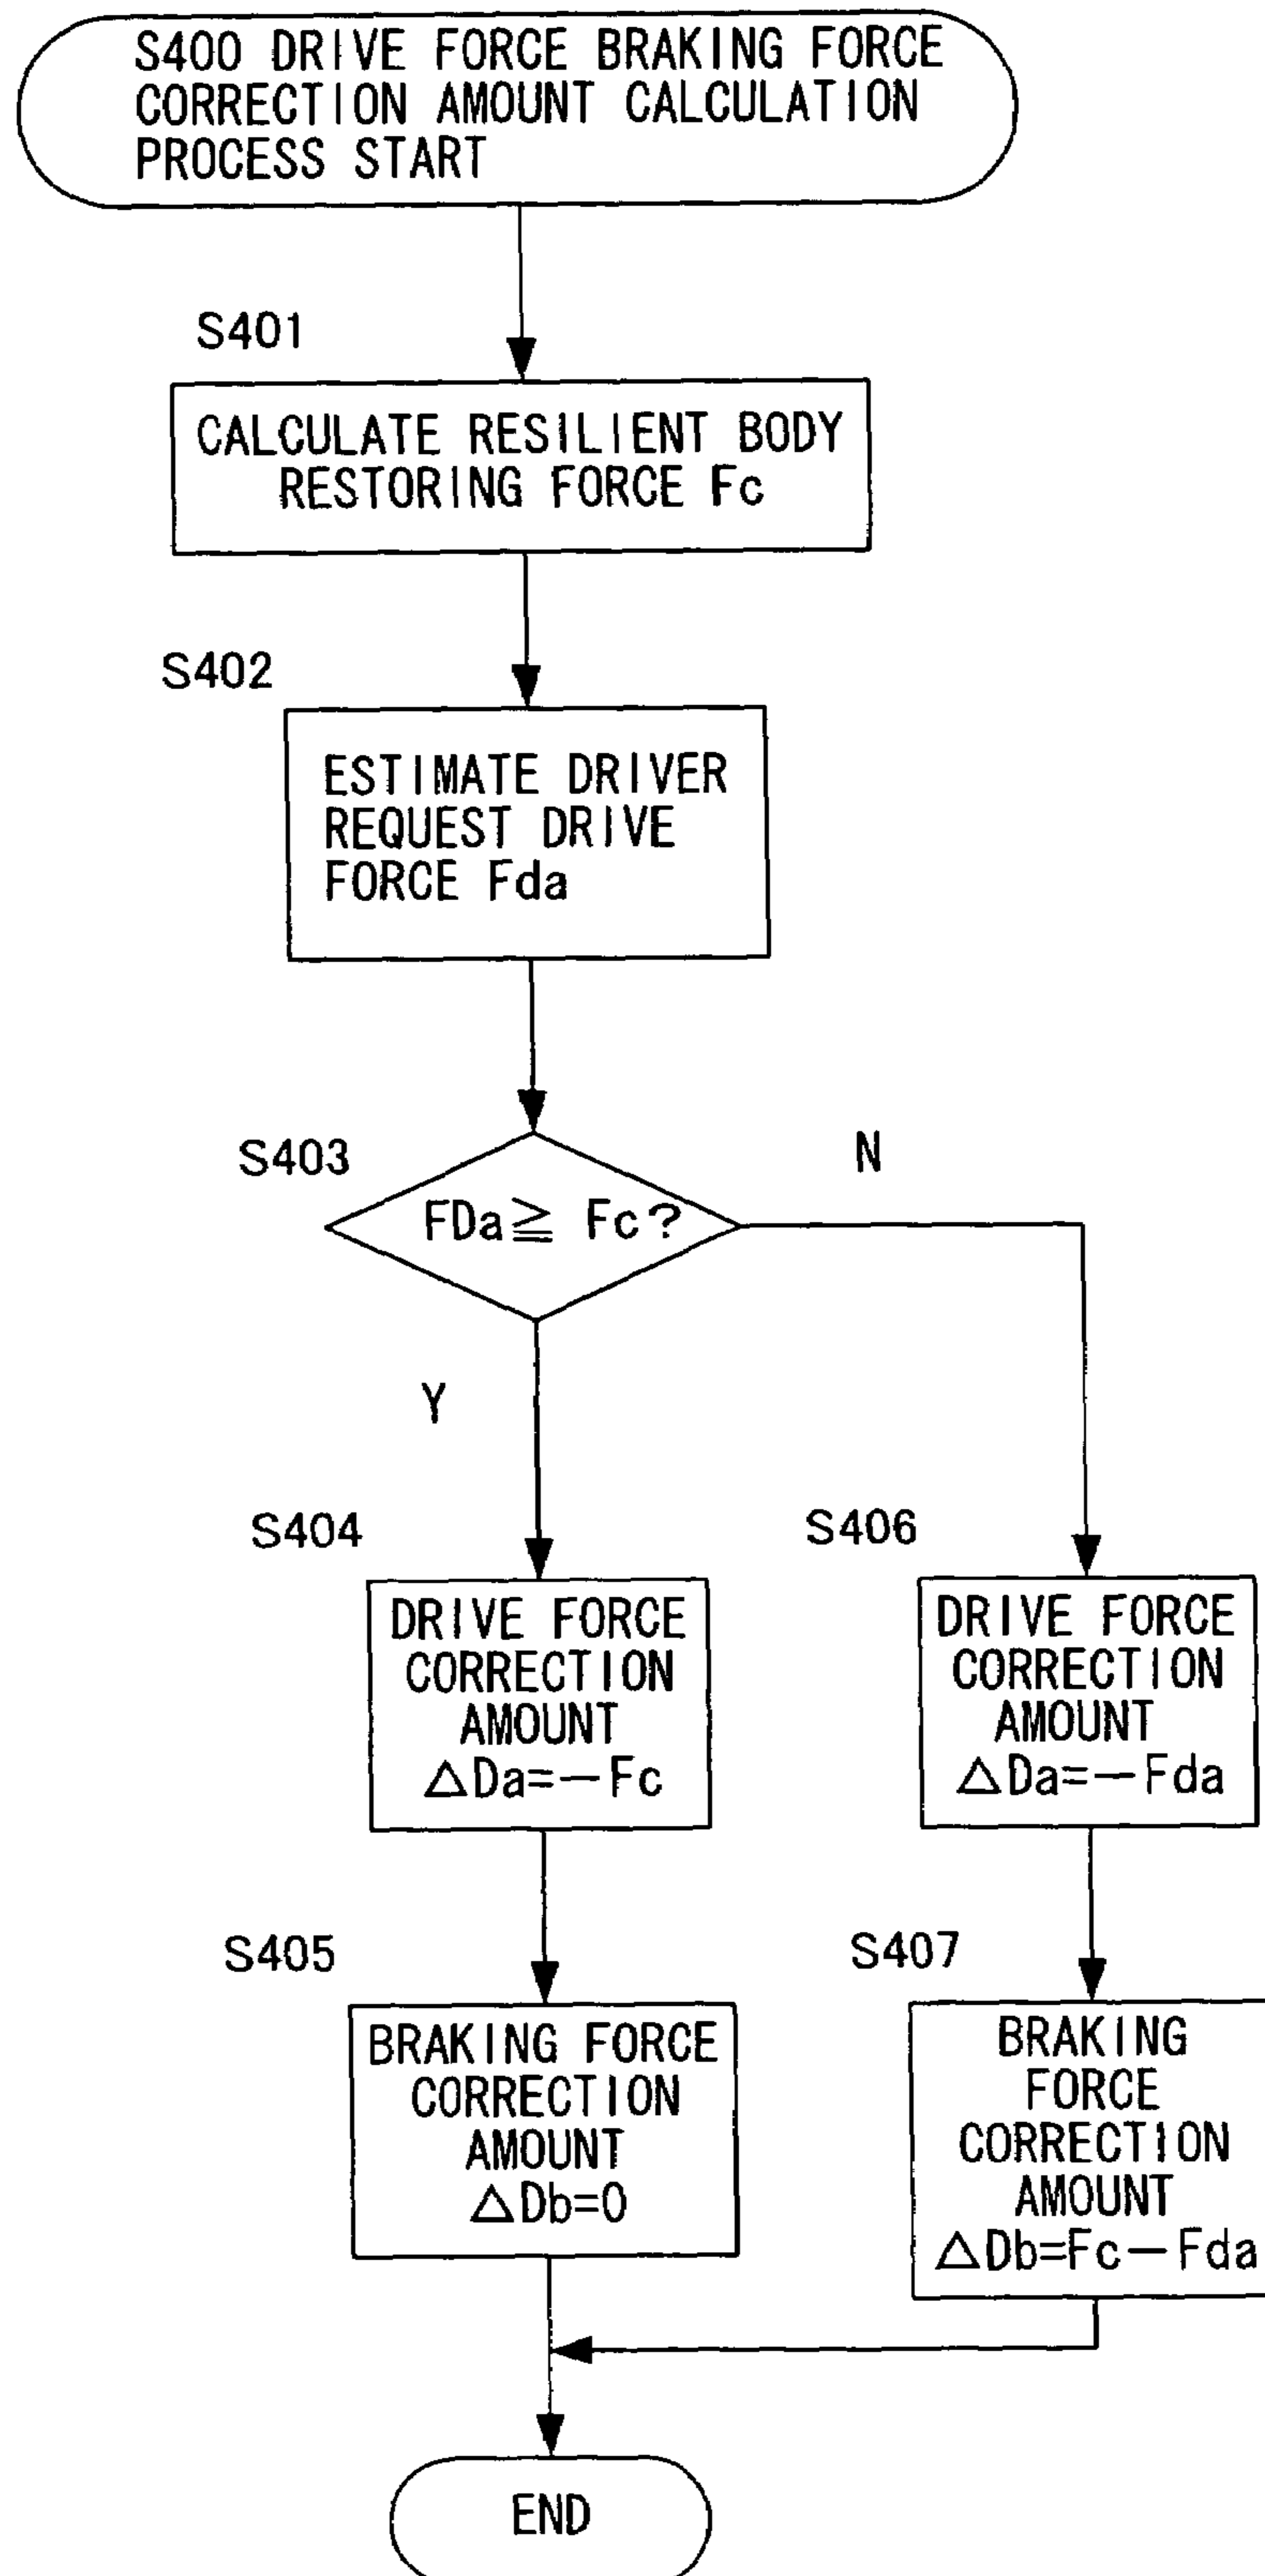 S400 DRIVE FORCE BRAKING FORCE
CORRECTION AMOUNT CALCULATION
PROCESS START
S401
CALCULATE RESILIENT BODY
RESTORING FORCE Fc
S402
ESTIMATE DRIVER
REQUEST DRIVE
FORCE Fda
S403
FDa≧ Fc?
N
Y
S404
DRIVE FORCE
CORRECTION
AMOUNT
△Da=−Fc
S406
DRIVE FORCE
CORRECTION
AMOUNT
△Da=−Fda
S405
BRAKING FORCE
CORRECTION
AMOUNT
△Db=0
S407
BRAKING
FORCE
CORRECTION
AMOUNT
△Db=Fc−Fda
END